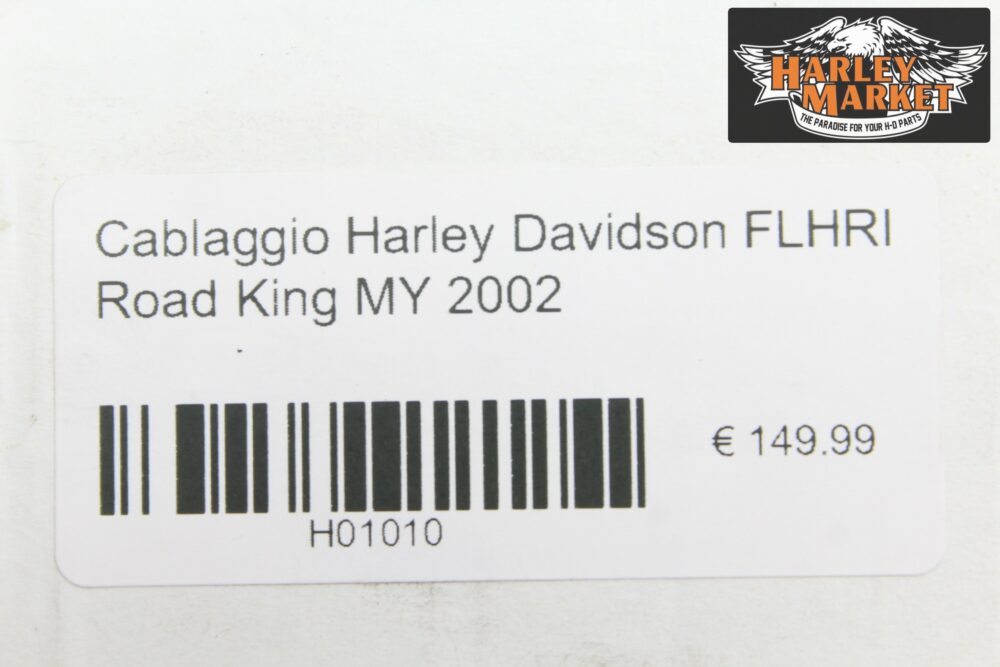 HARLEY
MARKET
THE PARADISE FOR YOUR H-D PARTS
Cablaggio Harley Davidson FLHRI
Road King MY 2002
€ 149.99
H01010